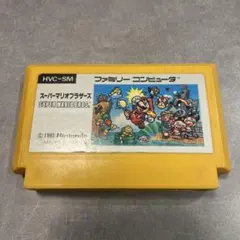 HVC-SM
ファミリー コンピュータ
スーパーマリオブラザーズ
SUPER MARIO BROS.
© 1985 Nintendo